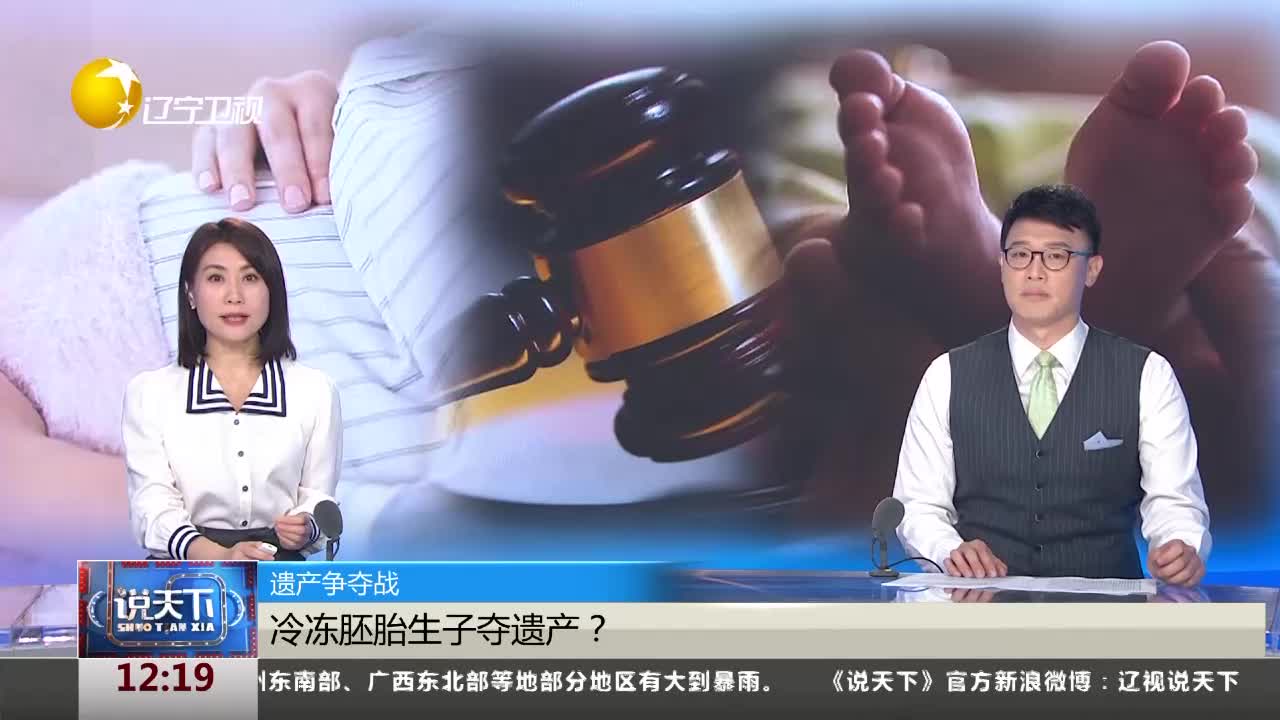 辽宁卫视
遗产争夺战
说天下
SHUO TIAN XIA
冷冻胚胎生子夺遗产？
12:19
州东南部、广西东北部等地部分地区有大到暴雨。 《说天下》官方新浪微博：辽视说天下